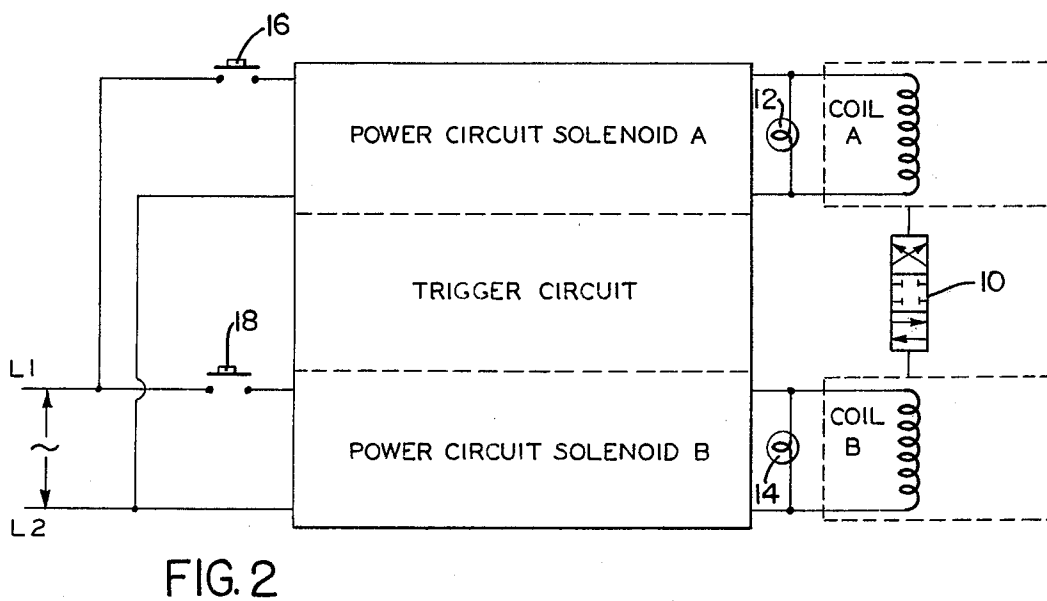 16
POWER CIRCUIT SOLENOID A
12
COIL
A
TRIGGER CIRCUIT
10
18
L1
~
L2
POWER CIRCUIT SOLENOID B
14
COIL
B
FIG. 2